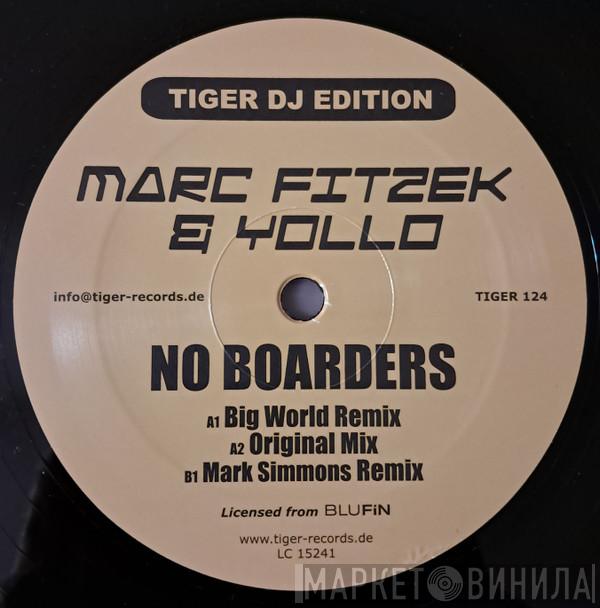 TIGER DJ EDITION
MARC FITZEK
& YOLLO
info@tiger-records.de
TIGER 124
NO BOARDERS
A1 Big World Remix
A2 Original Mix
B1 Mark Simmons Remix
Licensed from BLUFiN
www.tiger-records.de
LC 15241
МАРКЕТ ВИНИЛА